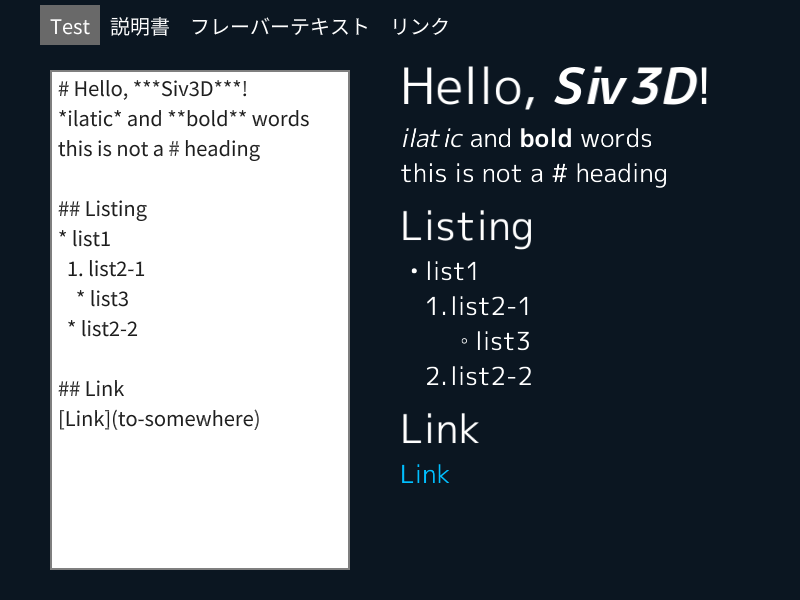 Test 説明書 フレーバーテキスト リンク
# Hello, ***Siv3D***!
*ilatic* and **bold** words
this is not a # heading
## Listing
* list1
1. list2-1
* list3
* list2-2
## Link
[Link](to-somewhere)
Hello, Siv3D!
ilatic and bold words
this is not a # heading
Listing
• list1
1. list2-1
◦ list3
2. list2-2
Link
Link